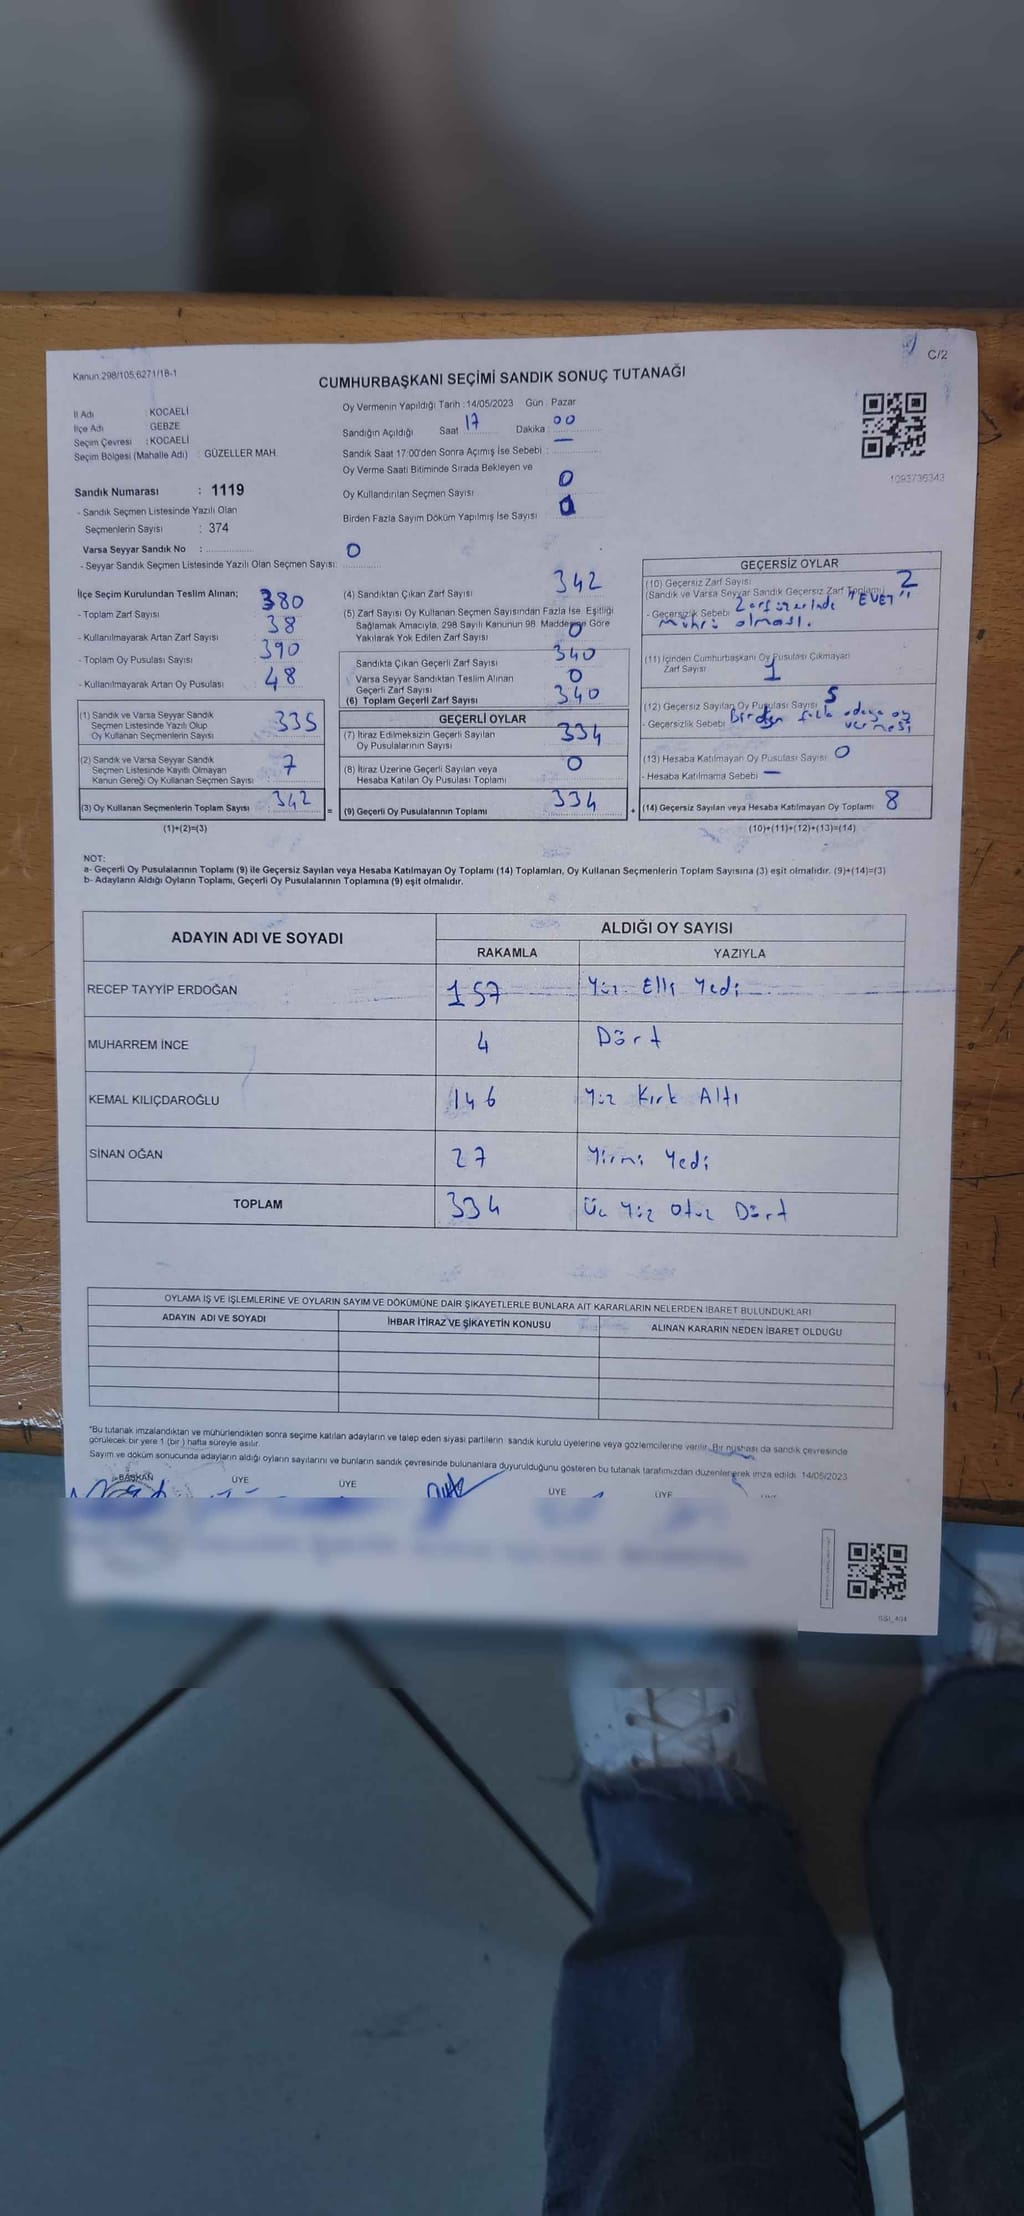 Kanun:298/105,6271/18-1
C/2
CUMHURBAŞKANI SEÇİMİ SANDIK SONUÇ TUTANAĞI
İl Adı : KOCAELİ
İlçe Adı : GEBZE
Seçim Çevresi : KOCAELİ
Seçim Bölgesi (Mahalle Adı) : GÜZELLER MAH.
Sandık Numarası : 1119
- Sandık Seçmen Listesinde Yazılı Olan
Seçmenlerin Sayısı : 374
Varsa Seyyar Sandık No :
- Seyyar Sandık Seçmen Listesinde Yazılı Olan Seçmen Sayısı: 0
Oy Vermenin Yapıldığı Tarih :14/05/2023 Gün : Pazar
Sandığın Açıldığı Saat 17 Dakika : 00
Sandık Saat 17:00'den Sonra Açımış İse Sebebi : —
Oy Verme Saati Bitiminde Sırada Bekleyen ve
Oy Kullandırılan Seçmen Sayısı 0
Birden Fazla Sayım Döküm Yapılmış İse Sayısı 0
1093736343
İlçe Seçim Kurulundan Teslim Alınan;
- Toplam Zarf Sayısı 380
- Kullanılmayarak Artan Zarf Sayısı 38
- Toplam Oy Pusulası Sayısı 390
- Kullanılmayarak Artan Oy Pusulası 48
(1) Sandık ve Varsa Seyyar Sandık
Seçmen Listesinde Yazılı Olup
Oy Kullanan Seçmenlerin Sayısı 335
(2) Sandık ve Varsa Seyyar Sandık
Seçmen Listesinde Kayıtlı Olmayan
Kanun Gereği Oy Kullanan Seçmen Sayısı 7
(3) Oy Kullanan Seçmenlerin Toplam Sayısı 342
(1)+(2)=(3)
(4) Sandıktan Çıkan Zarf Sayısı 342
(5) Zarf Sayısı Oy Kullanan Seçmen Sayısından Fazla İse, Eşitliği
Sağlamak Amacıyla, 298 Sayılı Kanunun 98. Maddesine Göre
Yakılarak Yok Edilen Zarf Sayısı 0
Sandıkta Çıkan Geçerli Zarf Sayısı 340
Varsa Seyyar Sandıktan Teslim Alınan
Geçerli Zarf Sayısı 0
(6) Toplam Geçerli Zarf Sayısı 340
GEÇERLİ OYLAR
(7) İtiraz Edilmeksizin Geçerli Sayılan
Oy Pusulalarının Sayısı 334
(8) İtiraz Üzerine Geçerli Sayılan veya
Hesaba Katılan Oy Pusulası Toplamı 0
= (9) Geçerli Oy Pusulalarının Toplamı 334 +
GEÇERSİZ OYLAR
(10) Geçersiz Zarf Sayısı 2
(Sandık ve Varsa Seyyar Sandık Geçersiz Zarf Toplamı)
- Geçersizlik Sebebi Zarf üzerinde "EVET"
Mührü olması.
(11) İçinden Cumhurbaşkanı Oy Pusulası Çıkmayan
Zarf Sayısı 1
(12) Geçersiz Sayılan Oy Pusulası Sayısı 5
- Geçersizlik Sebebi Birden fazla adaya oy
vermesi
(13) Hesaba Katılmayan Oy Pusulası Sayısı 0
- Hesaba Katılmama Sebebi —
(14) Geçersiz Sayılan veya Hesaba Katılmayan Oy Toplamı 8
(10)+(11)+(12)+(13)=(14)
NOT:
a- Geçerli Oy Pusulalarının Toplamı (9) ile Geçersiz Sayılan veya Hesaba Katılmayan Oy Toplamı (14) Toplamları, Oy Kullanan Seçmenlerin Toplam Sayısına (3) eşit olmalıdır. (9)+(14)=(3)
b- Adayların Aldığı Oyların Toplamı, Geçerli Oy Pusulalarının Toplamına (9) eşit olmalıdır.
ADAYIN ADI VE SOYADI ALDIĞI OY SAYISI
RAKAMLA YAZIYLA
RECEP TAYYİP ERDOĞAN 157 Yüz Elli Yedi
MUHARREM İNCE 4 Dört
KEMAL KILIÇDAROĞLU 146 Yüz Kırk Altı
SİNAN OĞAN 27 Yirmi Yedi
TOPLAM 334 Üç Yüz Otuz Dört
OYLAMA İŞ VE İŞLEMLERİNE VE OYLARIN SAYIM VE DÖKÜMÜNE DAİR ŞİKAYETLERLE BUNLARA AİT KARARLARIN NELERDEN İBARET BULUNDUKLARI
ADAYIN ADI VE SOYADI İHBAR İTİRAZ VE ŞİKAYETİN KONUSU ALINAN KARARIN NEDEN İBARET OLDUĞU
*Bu tutanak imzalandıktan ve mühürlendikten sonra seçime katılan adayların ve talep eden siyasi partilerin sandık kurulu üyelerine veya gözlemcilerine verilir. Bir nüshası da sandık çevresinde
görülecek bir yere 1 (bir ) hafta süreyle asılır.
Sayım ve döküm sonucunda adayların aldığı oyların sayılarını ve bunların sandık çevresinde bulunanlara duyurulduğunu gösteren bu tutanak tarafımızdan düzenlenerek imza edildi. 14/05/2023
BAŞKAN ÜYE ÜYE ÜYE ÜYE